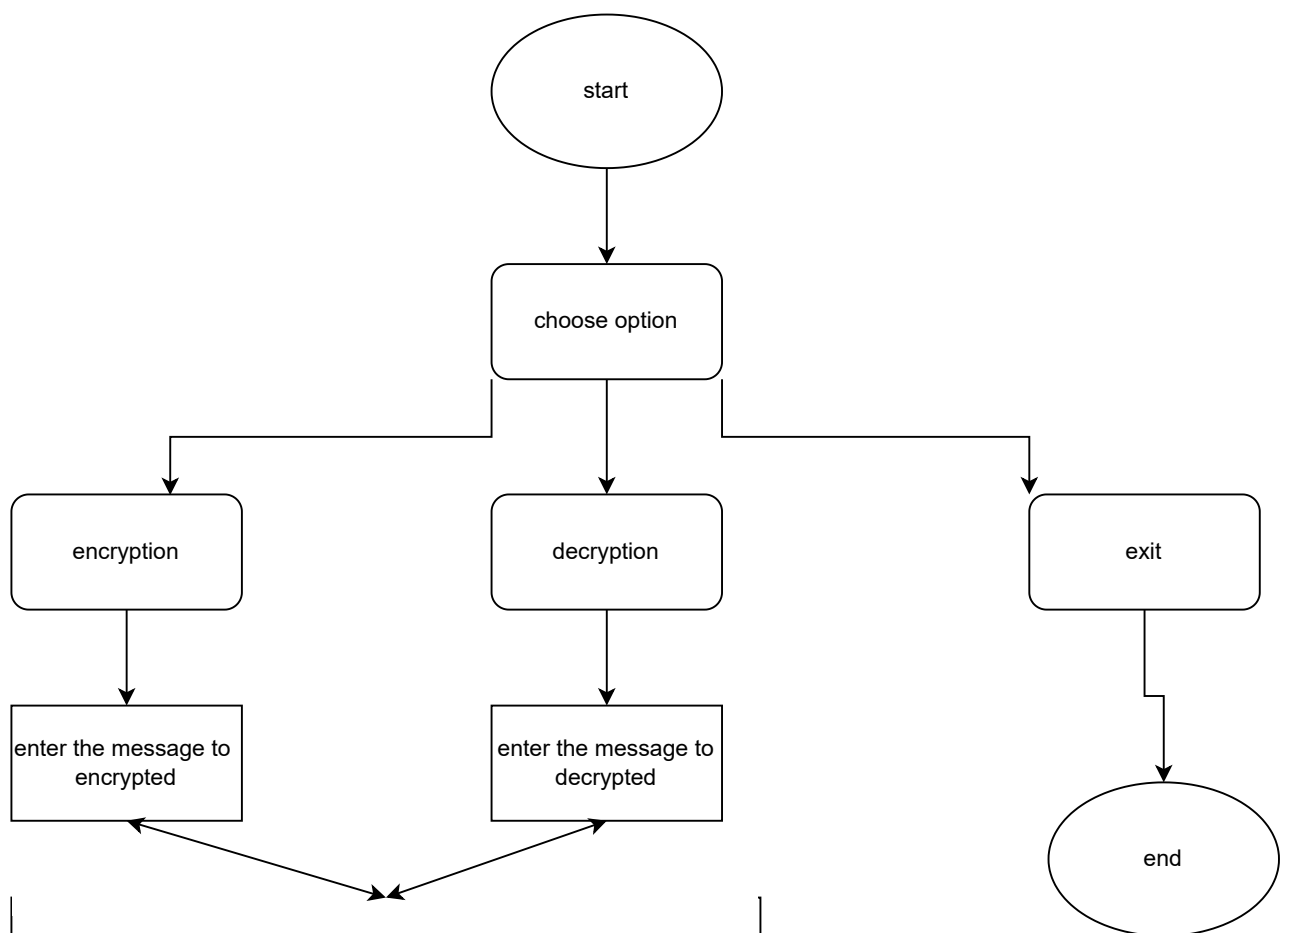 start
choose option
encryption
decryption
exit
enter the message to
encrypted
enter the message to
decrypted
end